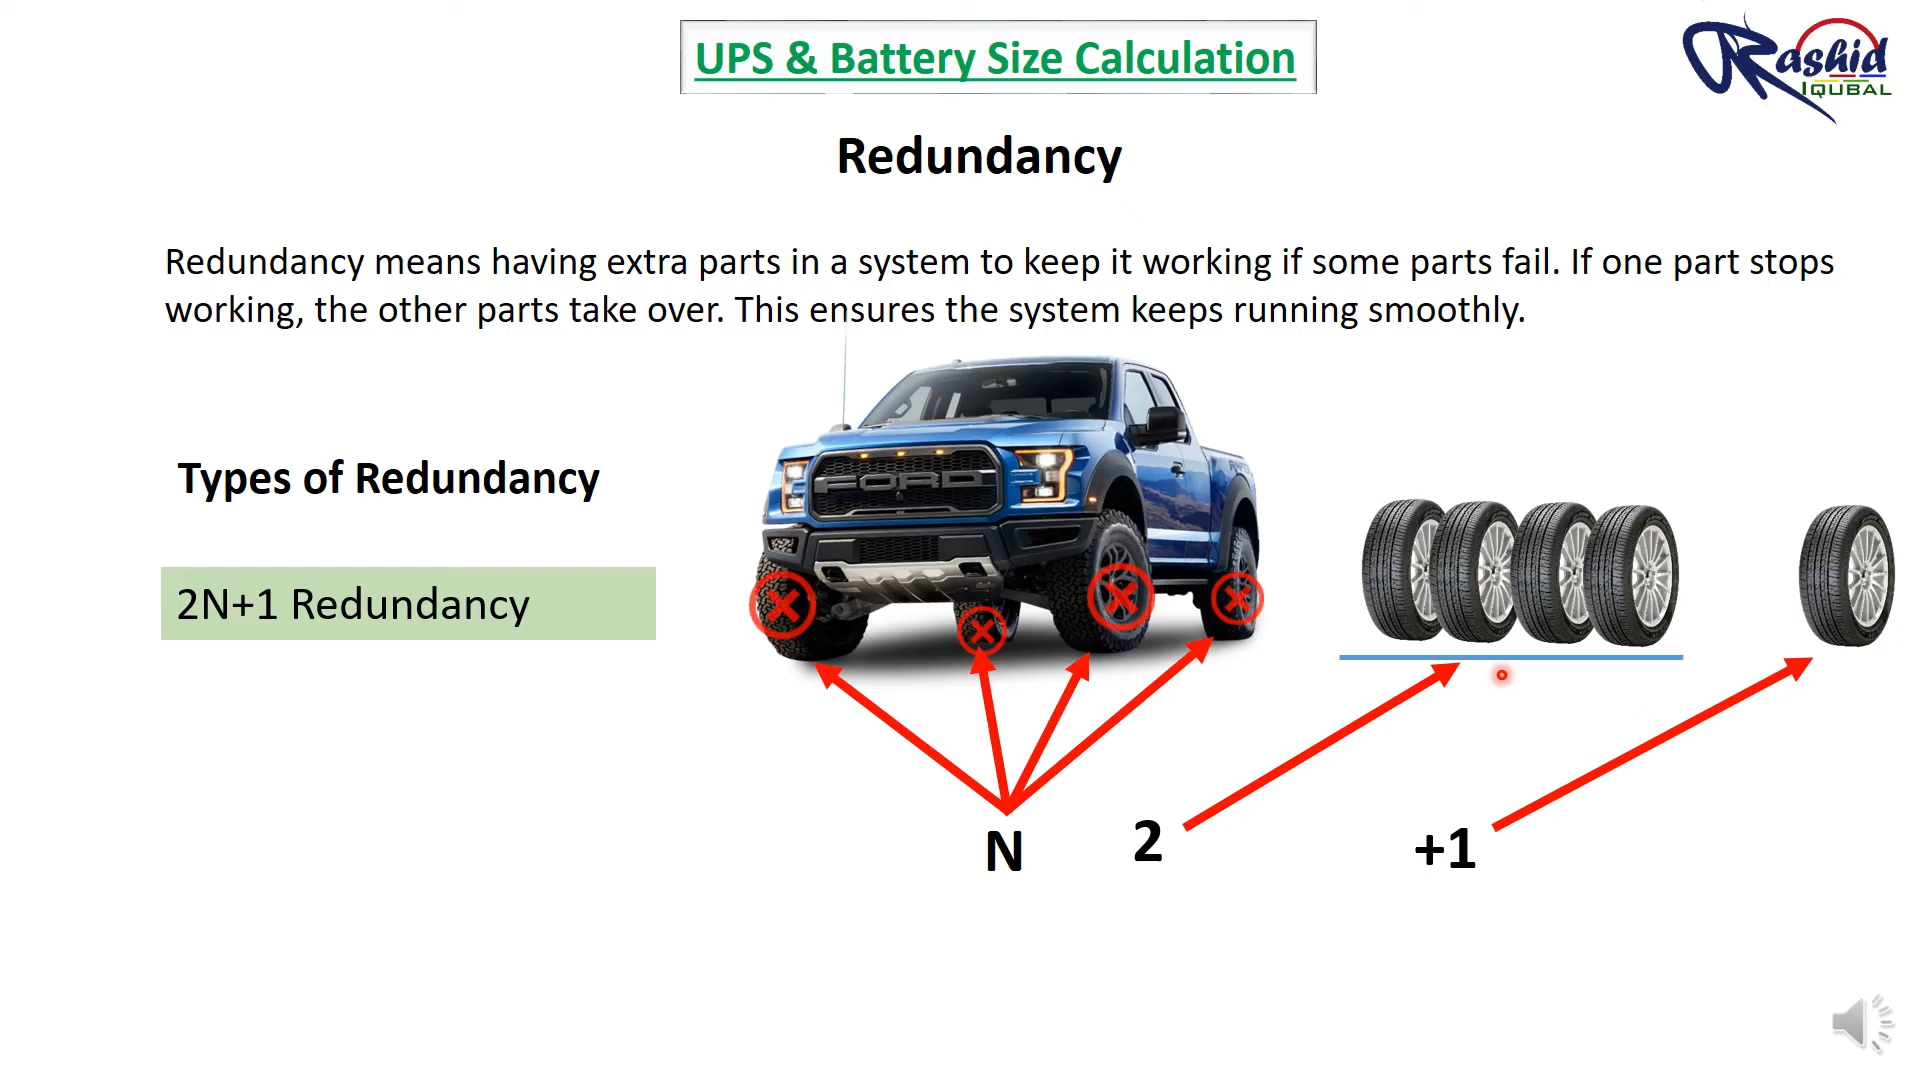 UPS & Battery Size Calculation
Rashid
IQUBAL
Redundancy
Redundancy means having extra parts in a system to keep it working if some parts fail. If one part stops
working, the other parts take over. This ensures the system keeps running smoothly.
Types of Redundancy
FORD
2N+1 Redundancy
N
2
+1